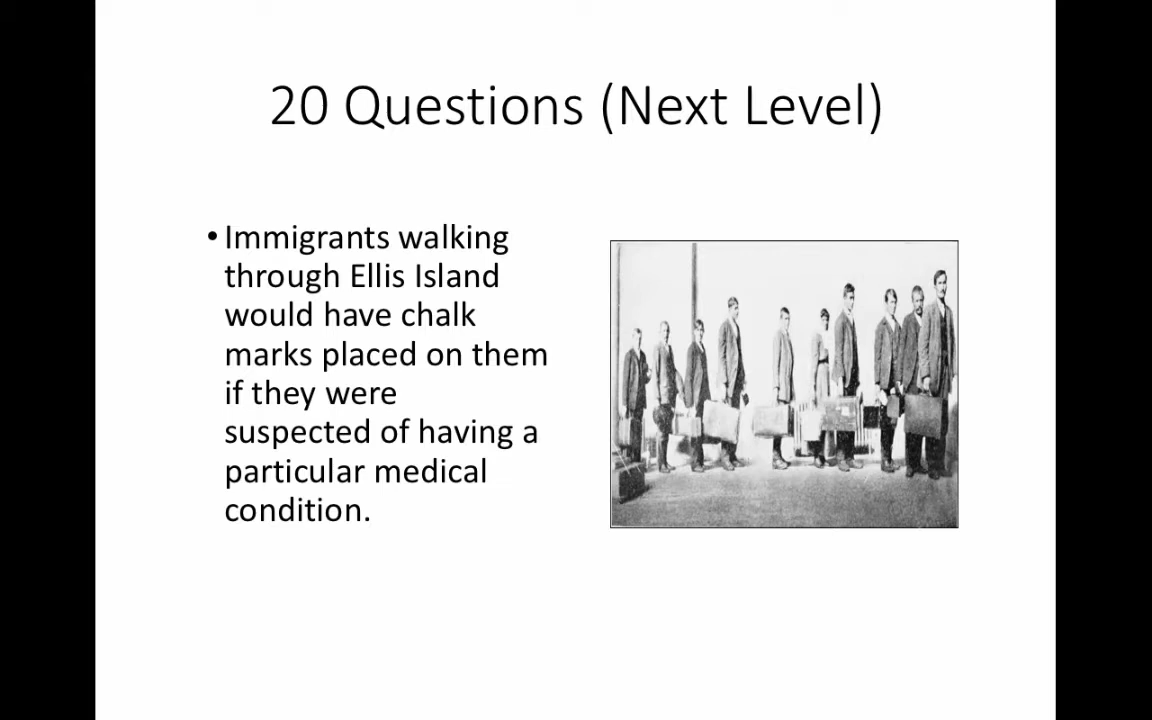 20 Questions (Next Level)
• Immigrants walking
through Ellis Island
would have chalk
marks placed on them
if they were
suspected of having a
particular medical
condition.